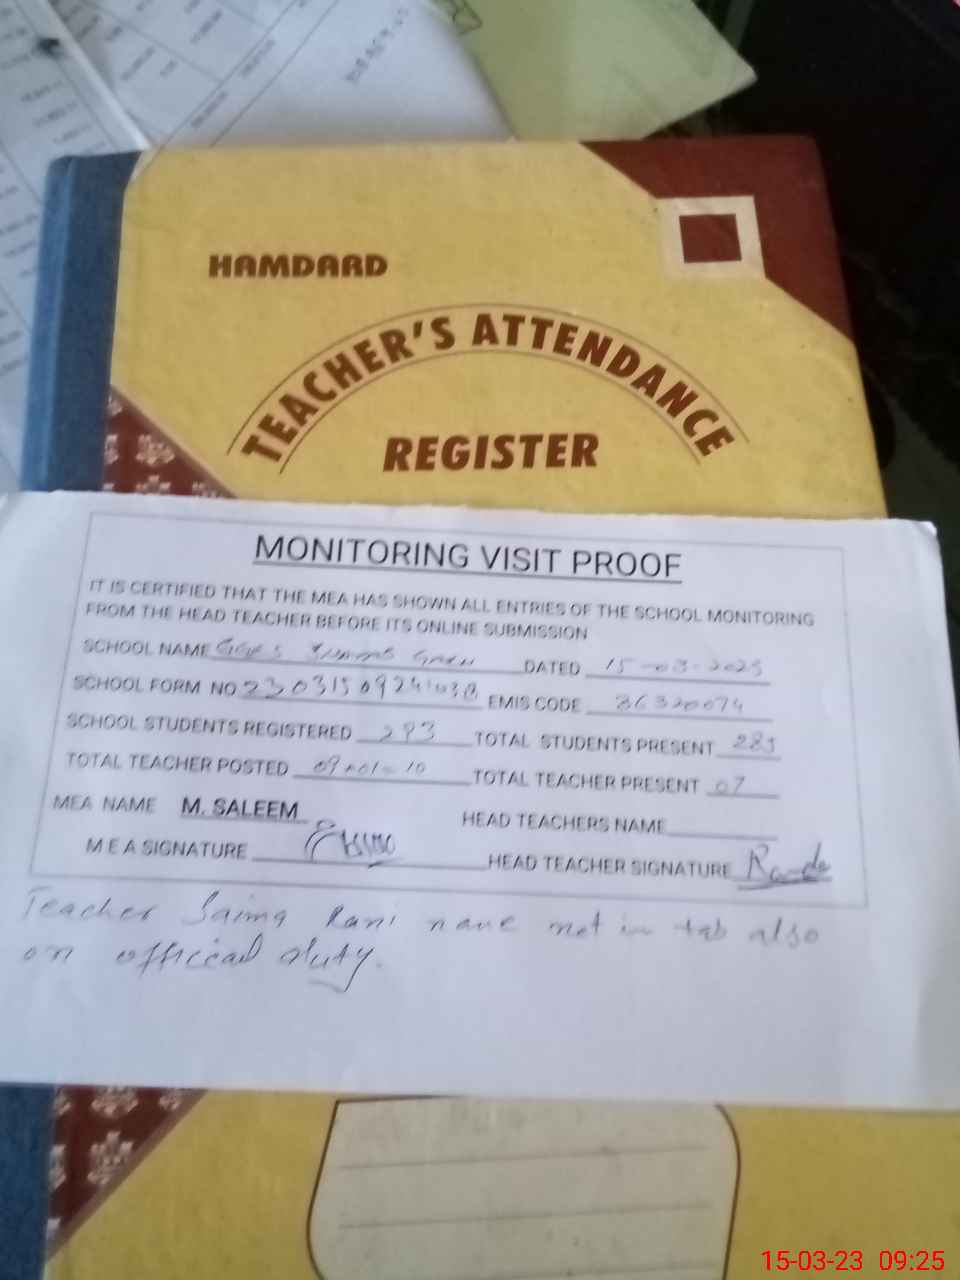 HAMDARD
TEACHER'S ATTENDANCE
REGISTER
MONITORING VISIT PROOF
IT IS CERTIFIED THAT THE MEA HAS SHOWN ALL ENTRIES OF THE SCHOOL MONITORING
FROM THE HEAD TEACHER BEFORE ITS ONLINE SUBMISSION
SCHOOL NAME DATED 15-03-2023
SCHOOL FORM NO EMIS CODE 36320074
SCHOOL STUDENTS REGISTERED 293 TOTAL STUDENTS PRESENT
TOTAL TEACHER POSTED 09+01=10 TOTAL TEACHER PRESENT 07
MEA NAME M. SALEEM HEAD TEACHERS NAME
M E A SIGNATURE HEAD TEACHER SIGNATURE
Teacher Saima Rani name not in tab also
on official duty.
15-03-23 09:25